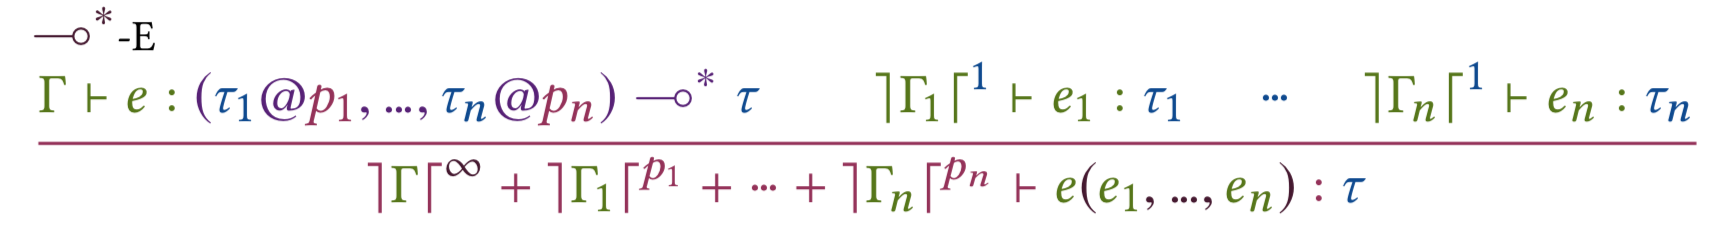 ⊸*-E
Γ ⊢ e : (τ₁@p₁, …, τₙ@pₙ) ⊸* τ ⌉Γ₁⌈¹ ⊢ e₁ : τ₁ ⋯ ⌉Γₙ⌈¹ ⊢ eₙ : τₙ
⌉Γ⌈^∞ + ⌉Γ₁⌈^p₁ + ⋯ + ⌉Γₙ⌈^pₙ ⊢ e(e₁, …, eₙ) : τ